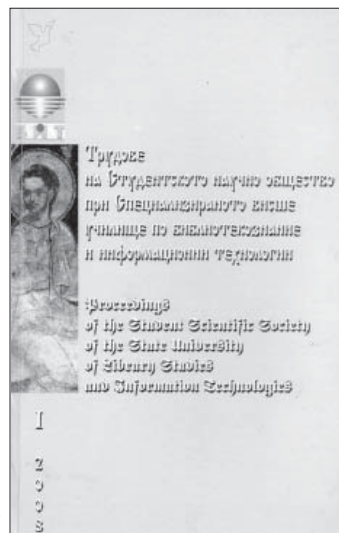 Трудове
на Студентското научно общество
при Специализираното висше
училище по библиотекознание
и информационни технологии
Proceedings
of the Student Scientific Society
of the State University
of Library Studies
and Information Technologies
I
2
0
0
8